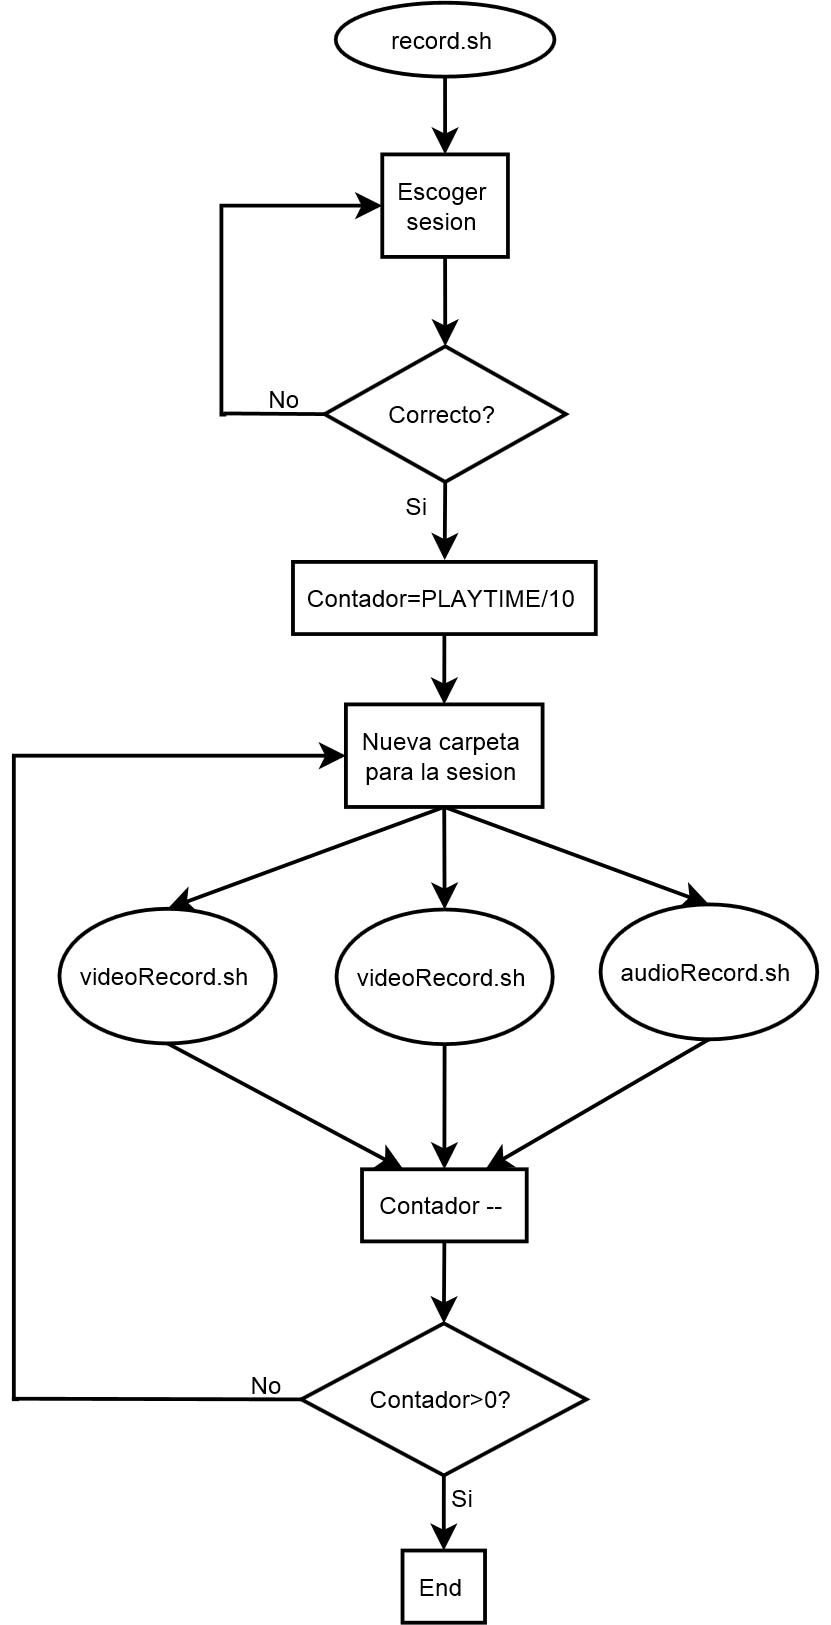 record.sh
Escoger
sesion
No
Correcto?
Si
Contador=PLAYTIME/10
Nueva carpeta
para la sesion
videoRecord.sh
videoRecord.sh
audioRecord.sh
Contador --
No
Contador>0?
Si
End